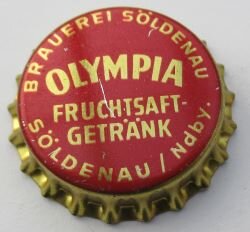 BRAUEREI SÖLDENAU
OLYMPIA
FRUCHTSAFT-
GETRÄNK
SÖLDENAU / Ndby.